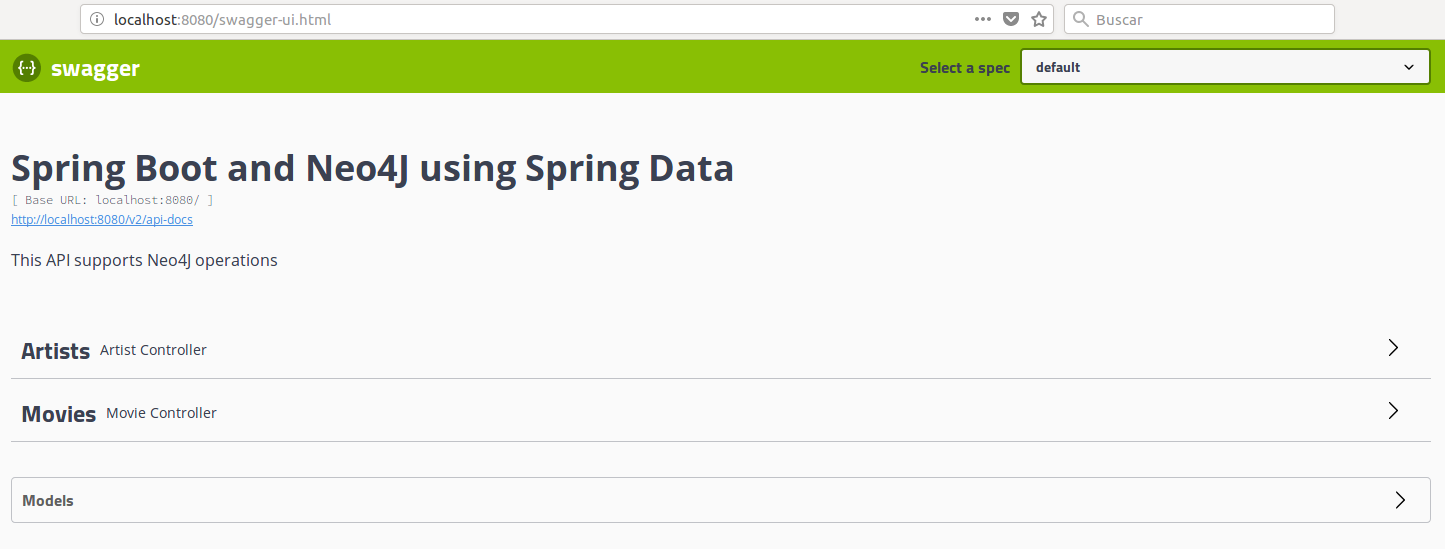 localhost:8080/swagger-ui.html
Buscar
{··} swagger
Select a spec
default
Spring Boot and Neo4J using Spring Data
[ Base URL: localhost:8080/ ]
http://localhost:8080/v2/api-docs
This API supports Neo4J operations
Artists Artist Controller
Movies Movie Controller
Models